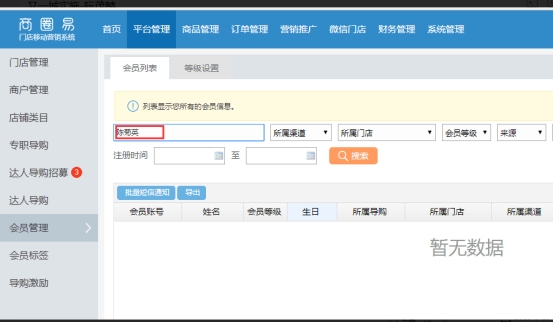 商圈易
门店移动营销系统
首页 平台管理 商品管理 订单管理 营销推广 微信门店 财务管理 系统管理
门店管理
商户管理
店铺类目
专职导购
达人导购招募 3
达人导购
会员管理
会员标签
导购激励
会员列表 等级设置
列表显示您所有的会员信息。
陈菊英 所属渠道 所属门店 会员等级 来源
注册时间 至 搜索
批量短信通知 导出
会员账号 姓名 会员等级 生日 所属导购 所属门店 所属渠道
暂无数据